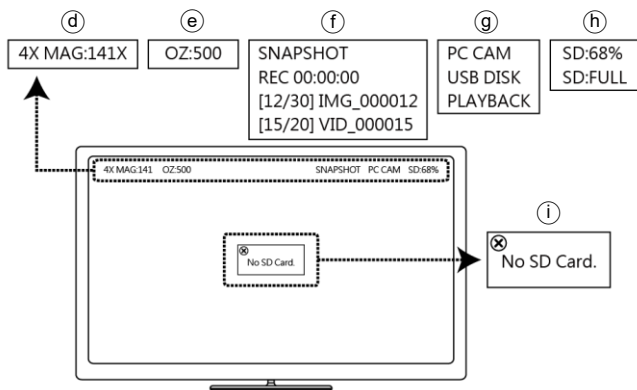 ⓓ ⓔ ⓕ ⓖ ⓗ
4X MAG:141X
OZ:500
SNAPSHOT
REC 00:00:00
[12/30] IMG_000012
[15/20] VID_000015
PC CAM
USB DISK
PLAYBACK
SD:68%
SD:FULL
4X MAG:141 OZ:500 SNAPSHOT PC CAM SD:68%
No SD Card.
ⓘ
No SD Card.